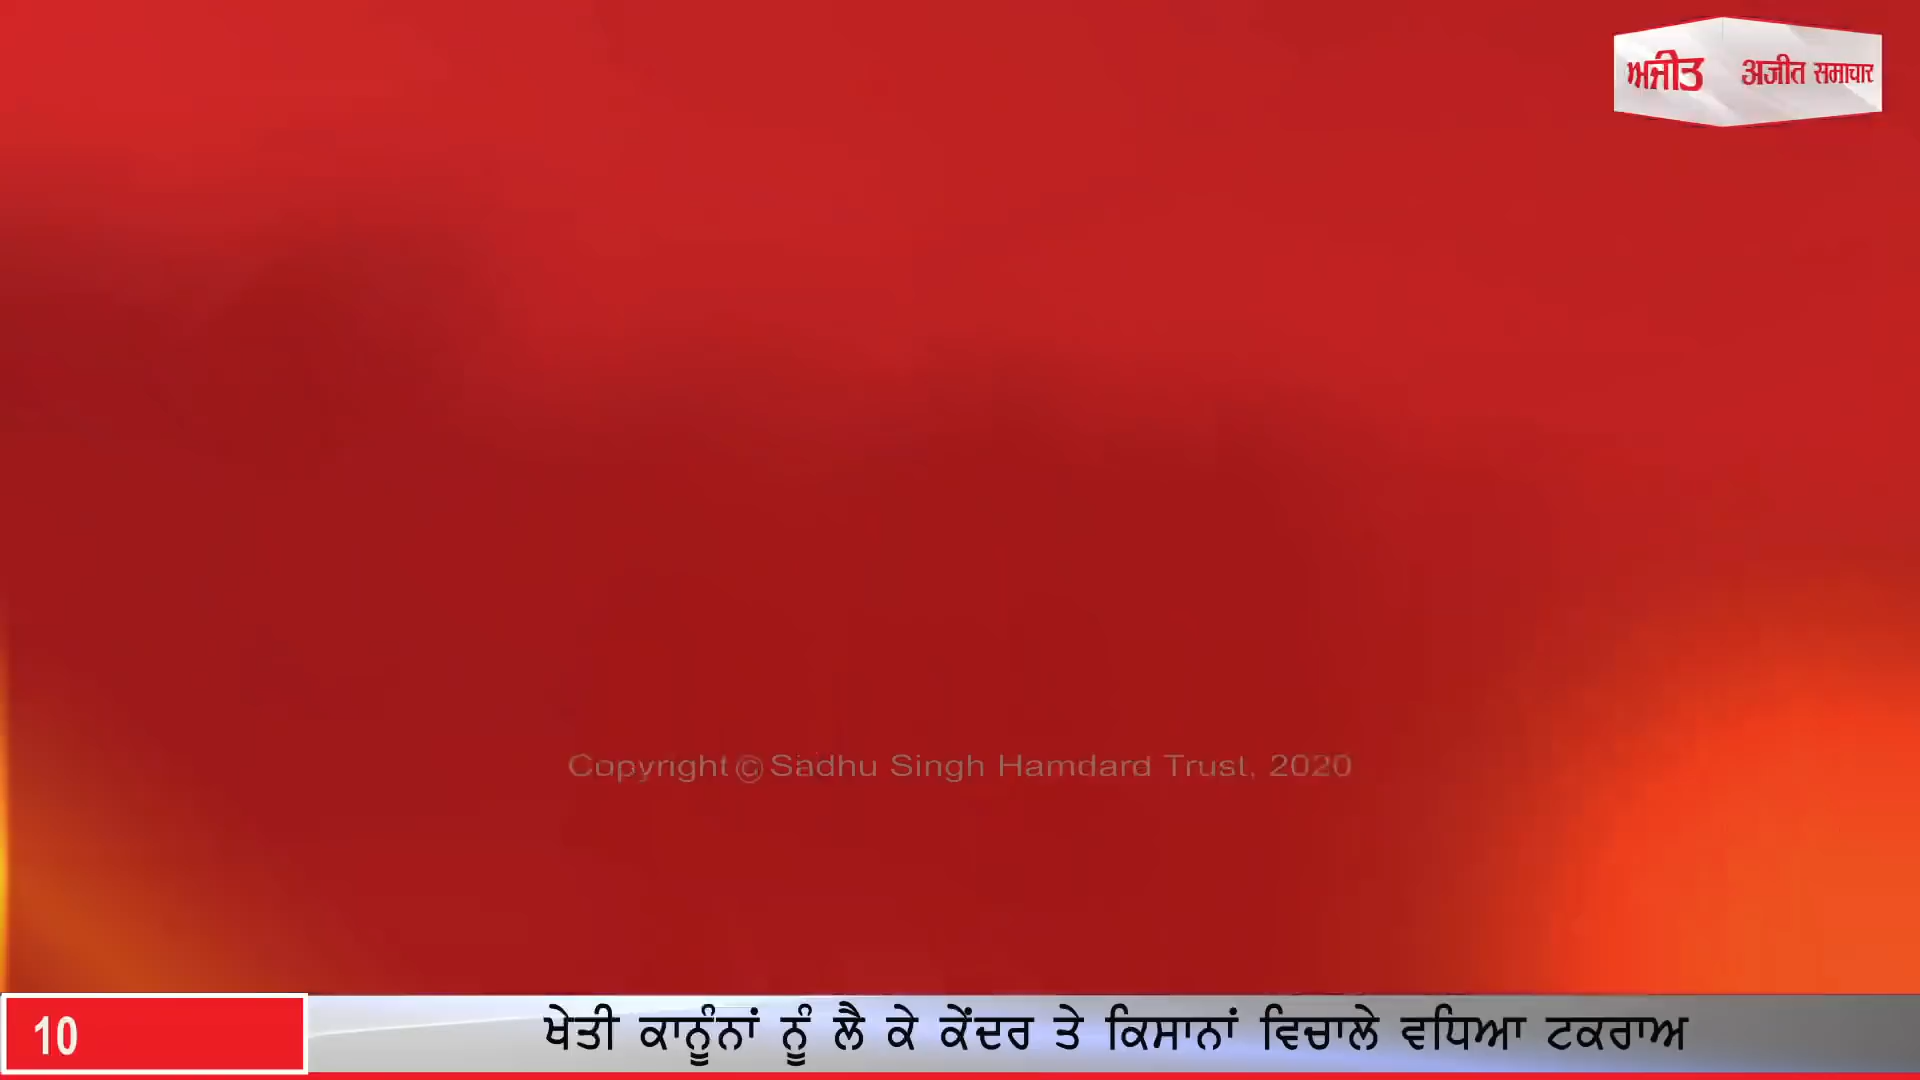 ਅਜੀਤ अजीत समाचार
Copyright © Sadhu Singh Hamdard Trust, 2020
10 ਖੇਤੀ ਕਾਨੂੰਨਾਂ ਨੂੰ ਲੈ ਕੇ ਕੇਂਦਰ ਤੇ ਕਿਸਾਨਾਂ ਵਿਚਾਲੇ ਵਧਿਆ ਟਕਰਾਅ